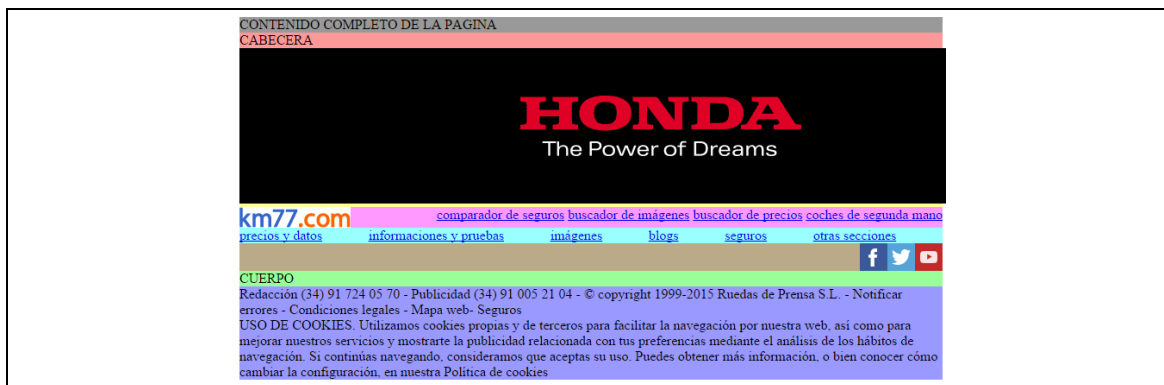 CONTENIDO COMPLETO DE LA PAGINA
CABECERA
HONDA
The Power of Dreams
km77.com
comparador de seguros buscador de imágenes buscador de precios coches de segunda mano
precios y datos informaciones y pruebas imágenes blogs seguros otras secciones
f
CUERPO
Redacción (34) 91 724 05 70 - Publicidad (34) 91 005 21 04 - © copyright 1999-2015 Ruedas de Prensa S.L. - Notificar
errores - Condiciones legales - Mapa web- Seguros
USO DE COOKIES. Utilizamos cookies propias y de terceros para facilitar la navegación por nuestra web, así como para
mejorar nuestros servicios y mostrarte la publicidad relacionada con tus preferencias mediante el análisis de los hábitos de
navegación. Si continúas navegando, consideramos que aceptas su uso. Puedes obtener más información, o bien conocer cómo
cambiar la configuración, en nuestra Política de cookies